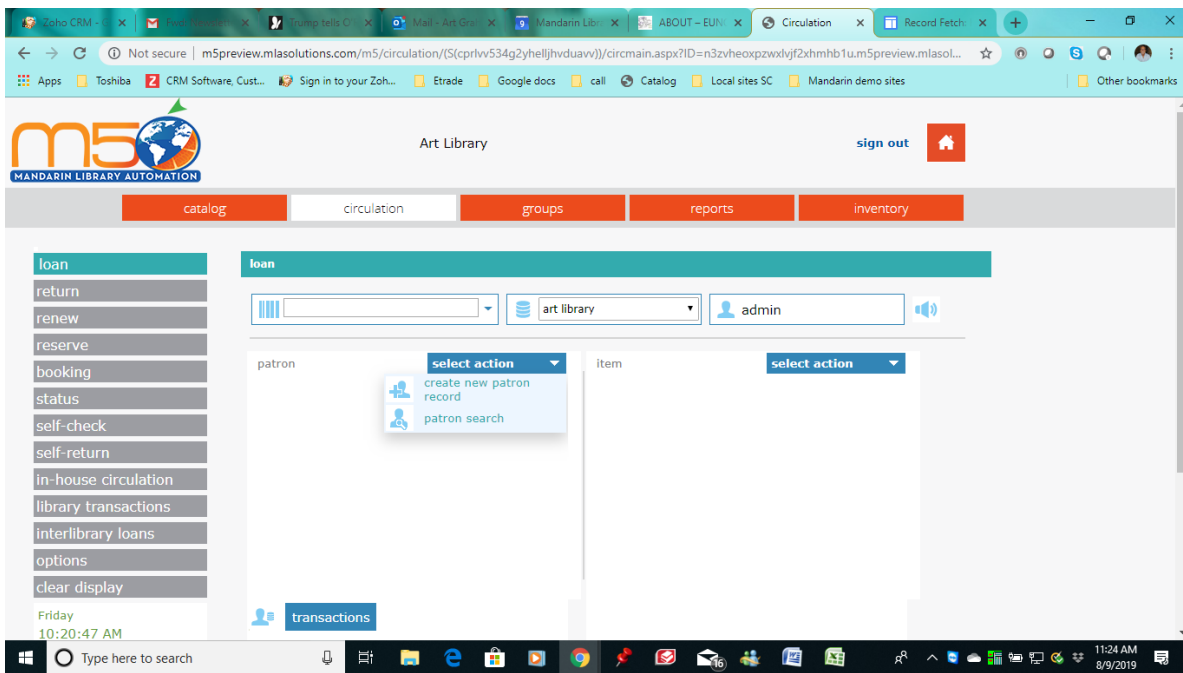 Zoho CRM - G
Trump tells C
Mail - Art Gra
Mandarin Libr
ABOUT – EUN
Circulation
Record Fetch
Not secure | m5preview.mlasolutions.com/m5/circulation/(S(cprlvv534g2yhelljhvduavv))/circmain.aspx?ID=n3zvheoxpzwxlyjf2xhmhb1u.m5preview.mlasol...
Apps Toshiba CRM Software, Cust... Sign in to your Zoh... Etrade Google docs call Catalog Local sites SC Mandarin demo sites Other bookmarks
m5
MANDARIN LIBRARY AUTOMATION
Art Library
sign out
catalog circulation groups reports inventory
loan
return
renew
reserve
booking
status
self-check
self-return
in-house circulation
library transactions
interlibrary loans
options
clear display
Friday
10:20:47 AM
loan
art library
admin
patron
select action
create new patron
record
patron search
item
select action
transactions
Type here to search
16
11:24 AM
8/9/2019